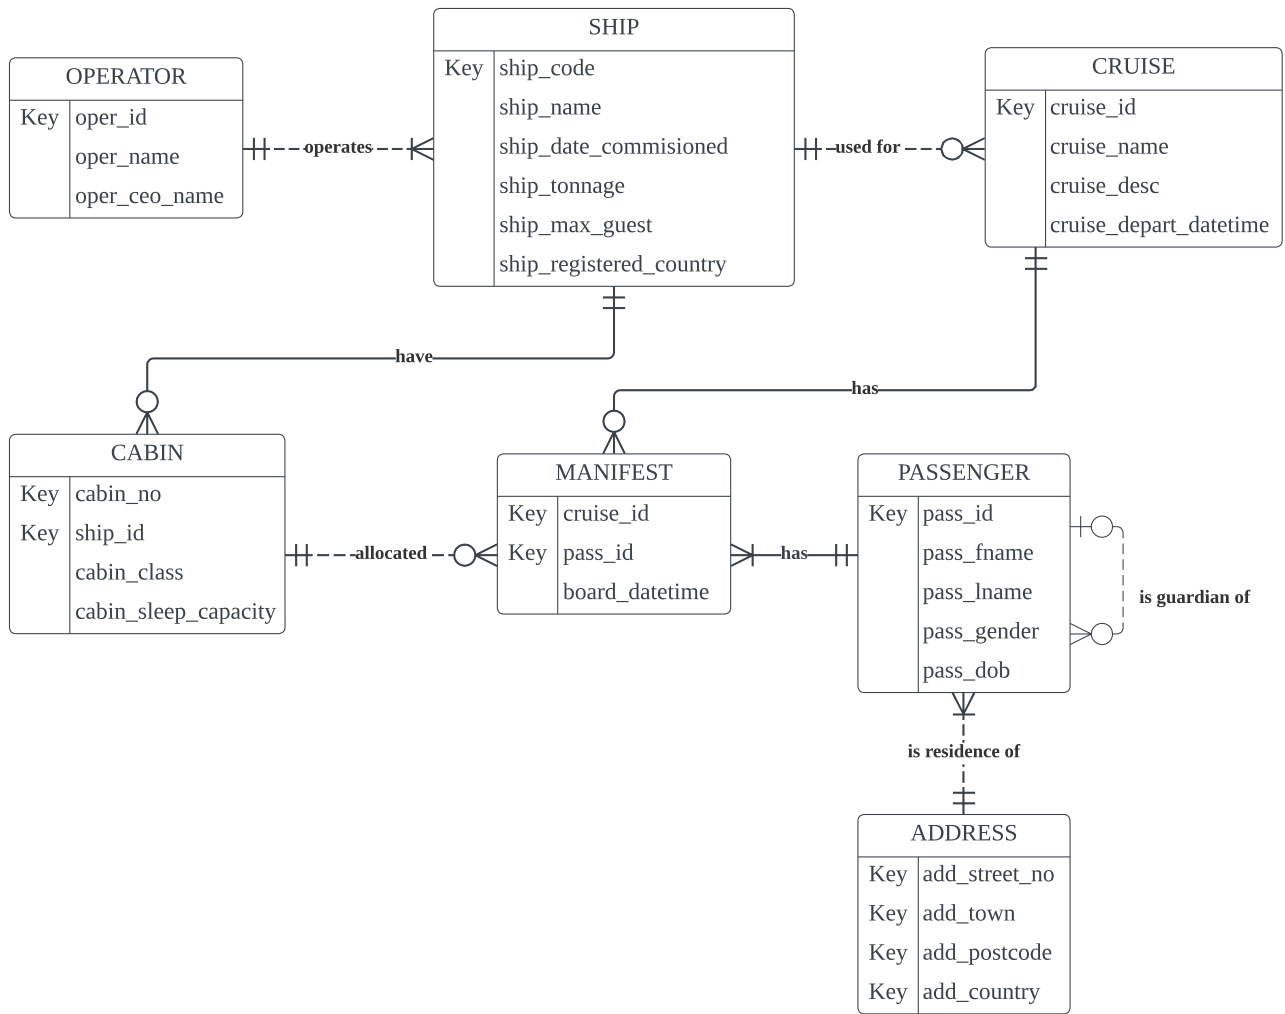 SHIP
Key ship_code
ship_name
ship_date_commisioned
ship_tonnage
ship_max_guest
ship_registered_country
OPERATOR
Key oper_id
oper_name
oper_ceo_name
operates
used for
CRUISE
Key cruise_id
cruise_name
cruise_desc
cruise_depart_datetime
have
has
CABIN
Key cabin_no
Key ship_id
cabin_class
cabin_sleep_capacity
allocated
MANIFEST
Key cruise_id
Key pass_id
board_datetime
has
PASSENGER
Key pass_id
pass_fname
pass_lname
pass_gender
pass_dob
is guardian of
is residence of
ADDRESS
Key add_street_no
Key add_town
Key add_postcode
Key add_country